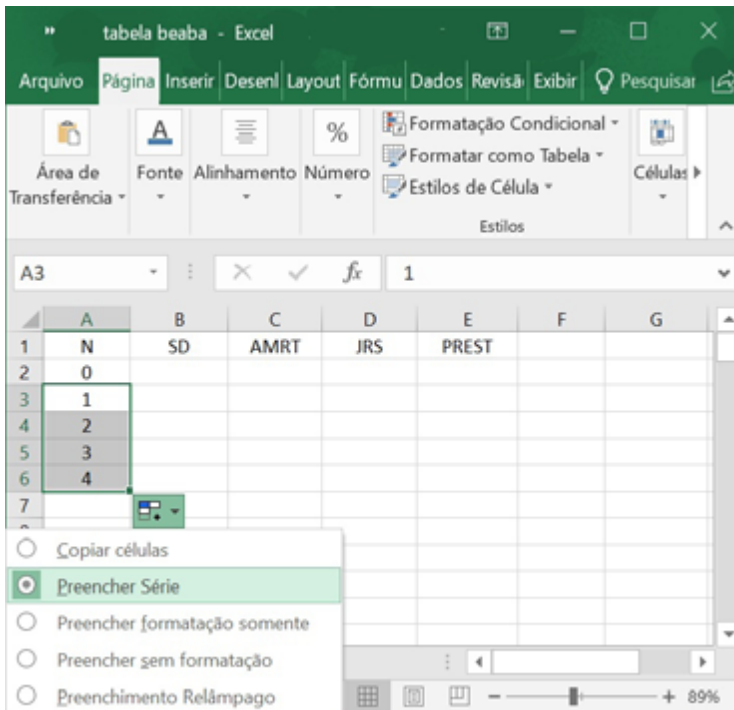 tabela beaba - Excel
Arquivo Página Inserir Desenl Layout Fórmu Dados Revisã Exibir Pesquisar
Área de Transferência
Fonte
Alinhamento
%
Número
Formatação Condicional
Formatar como Tabela
Estilos de Célula
Estilos
Células
A3 fx 1
A B C D E F G
1 N SD AMRT JRS PREST
2 0
3 1
4 2
5 3
6 4
7
Copiar células
Preencher Série
Preencher formatação somente
Preencher sem formatação
Preenchimento Relâmpago
- + 89%